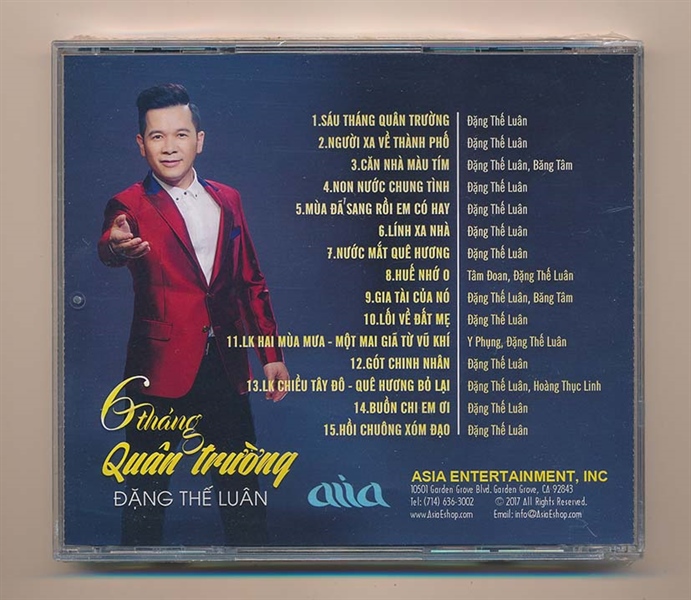 1.SÁU THÁNG QUÂN TRƯỜNG Đặng Thế Luân
2.NGƯỜI XA VỀ THÀNH PHỐ Đặng Thế Luân
3.CĂN NHÀ MÀU TÍM Đặng Thế Luân, Băng Tâm
4.NON NƯỚC CHUNG TÌNH Đặng Thế Luân
5.MÙA ĐÃ SANG RỒI EM CÓ HAY Đặng Thế Luân
6.LÍNH XA NHÀ Đặng Thế Luân
7.NƯỚC MẮT QUÊ HƯƠNG Đặng Thế Luân
8.HUẾ NHỚ O Tâm Đoan, Đặng Thế Luân
9.GIA TÀI CỦA NÓ Đặng Thế Luân, Băng Tâm
10.LỐI VỀ ĐẤT MẸ Đặng Thế Luân
11.LK HAI MÙA MƯA - MỘT MAI GIÃ TỪ VŨ KHÍ Y Phụng, Đặng Thế Luân
12.GÓT CHINH NHÂN Đặng Thế Luân
13.LK CHIỀU TÂY ĐÔ - QUÊ HƯƠNG BỎ LẠI Đặng Thế Luân, Hoàng Thục Linh
14.BUỒN CHI EM ƠI Đặng Thế Luân
15.HỒI CHUÔNG XÓM ĐẠO Đặng Thế Luân
6 tháng
Quân trường
ĐẶNG THẾ LUÂN
asia
ASIA ENTERTAINMENT, INC
10501 Garden Grove Blvd. Garden Grove, CA 92843
Tel: (714) 636-3002 © 2017 All Rights Reserved.
www.AsiaEshop.com Email: info@AsiaEshop.com